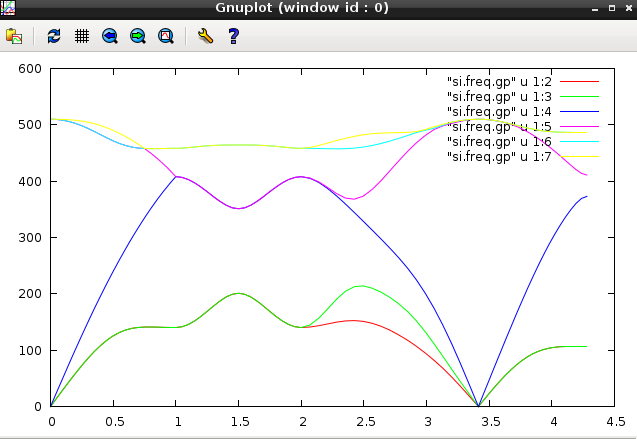 Gnuplot (window id : 0)
600
500
400
300
200
100
0
"si.freq.gp" u 1:2
"si.freq.gp" u 1:3
"si.freq.gp" u 1:4
"si.freq.gp" u 1:5
"si.freq.gp" u 1:6
"si.freq.gp" u 1:7
0 0.5 1 1.5 2 2.5 3 3.5 4 4.5